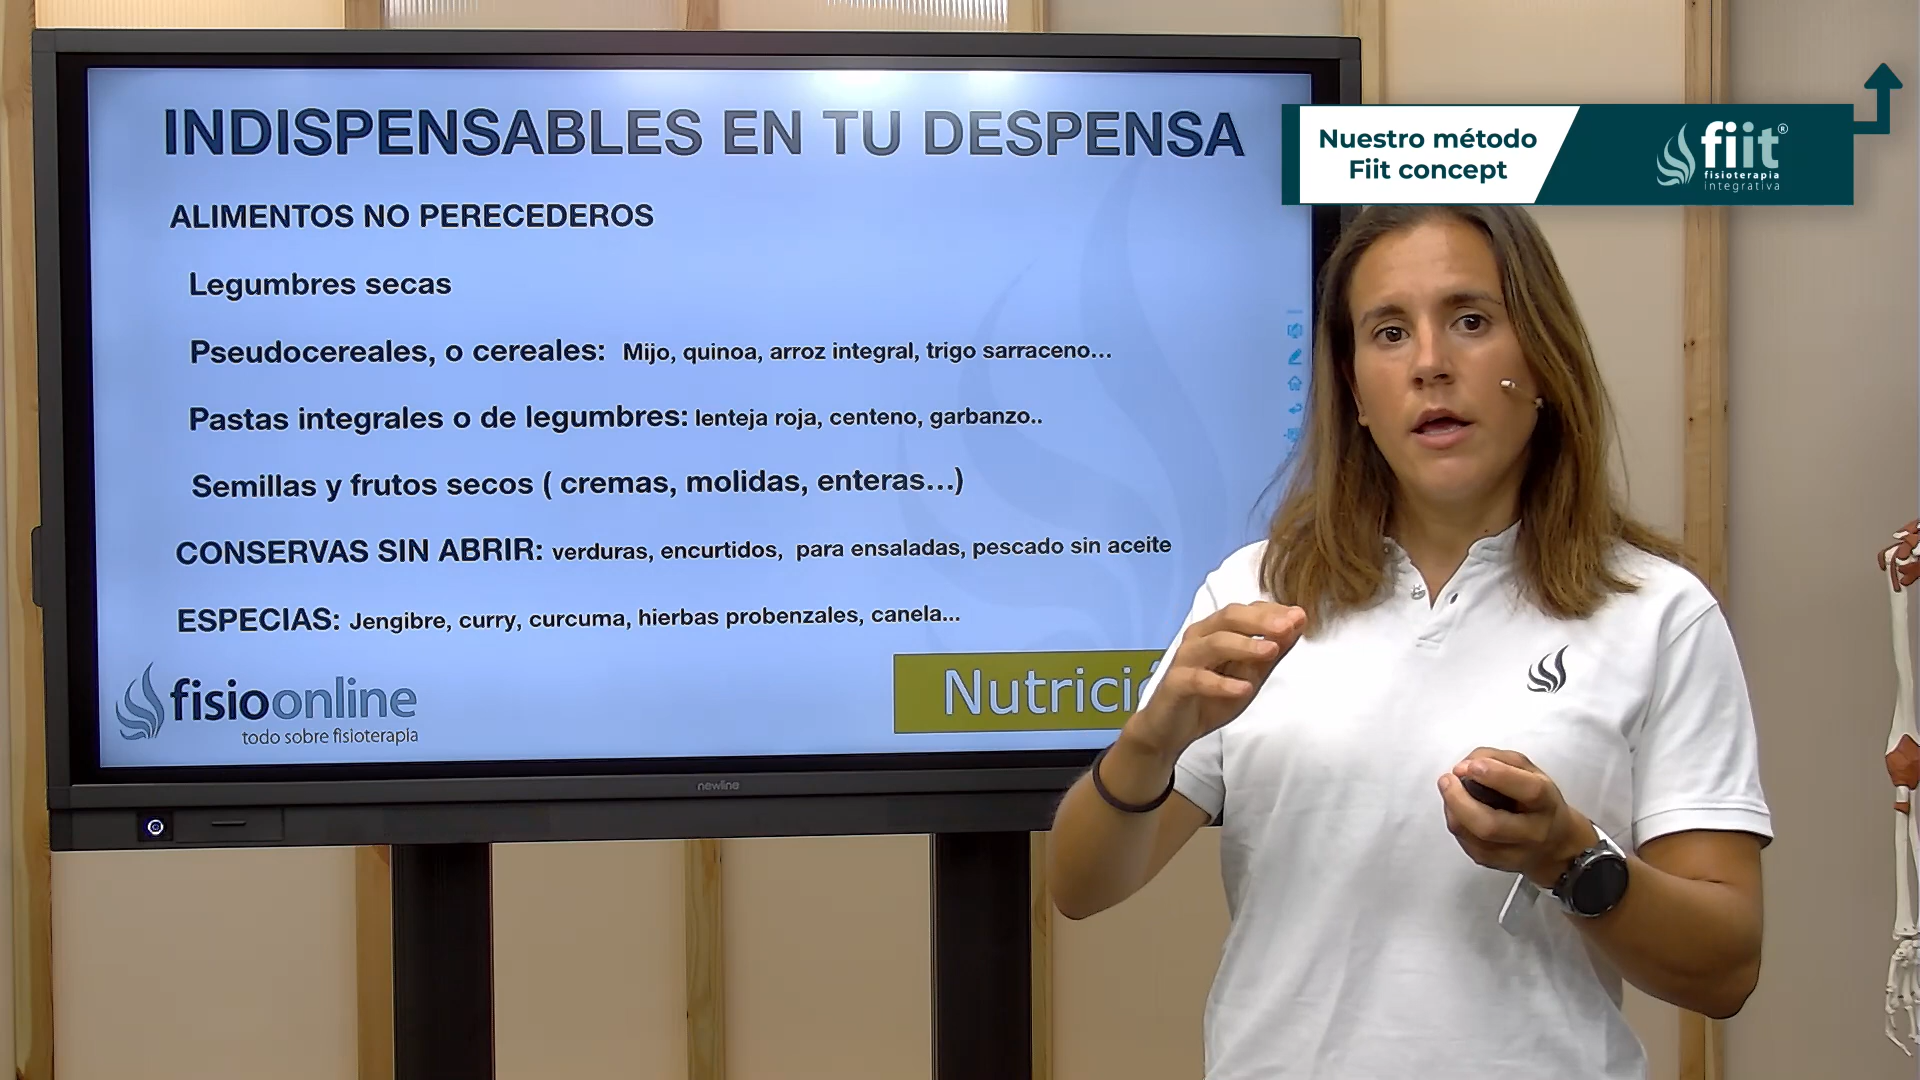 INDISPENSABLES EN TU DESPENSA
ALIMENTOS NO PERECEDEROS
Legumbres secas
Pseudocereales, o cereales: Mijo, quinoa, arroz integral, trigo sarraceno...
Pastas integrales o de legumbres: lenteja roja, centeno, garbanzo..
Semillas y frutos secos ( cremas, molidas, enteras...)
CONSERVAS SIN ABRIR: verduras, encurtidos, para ensaladas, pescado sin aceite
ESPECIAS: Jengibre, curry, curcuma, hierbas probenzales, canela...
fisioonline
todo sobre fisioterapia
Nutrició
newline
Nuestro método
Fiit concept
fiit®
fisioterapia
integrativa